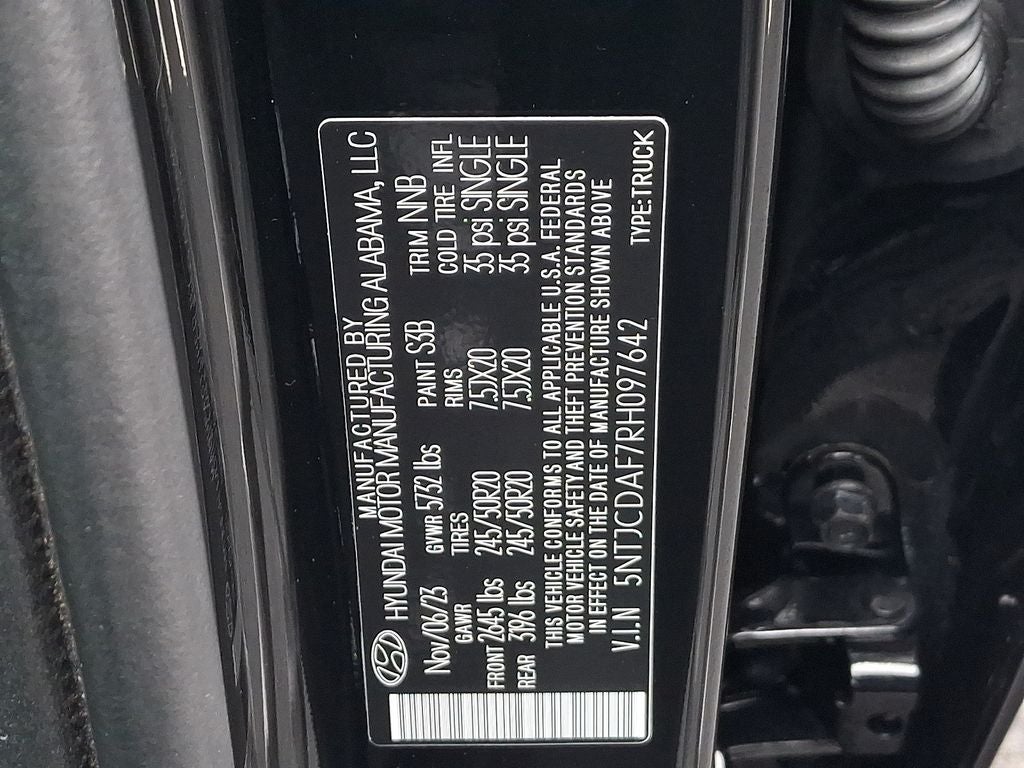 MANUFACTURED BY
HYUNDAI MOTOR MANUFACTURING ALABAMA, LLC
Nov/06/23 GVWR 5732 lbs PAINT S3B TRIM NNB
GAWR TIRES RIMS COLD TIRE INFL
FRONT 2645 lbs 245/50R20 7.5JX20 35 psi SINGLE
REAR 3196 lbs 245/50R20 7.5JX20 35 psi SINGLE
THIS VEHICLE CONFORMS TO ALL APPLICABLE U.S.A. FEDERAL
MOTOR VEHICLE SAFETY AND THEFT PREVENTION STANDARDS
IN EFFECT ON THE DATE OF MANUFACTURE SHOWN ABOVE
V.I.N 5NTJCDAF7RH097642 TYPE:TRUCK